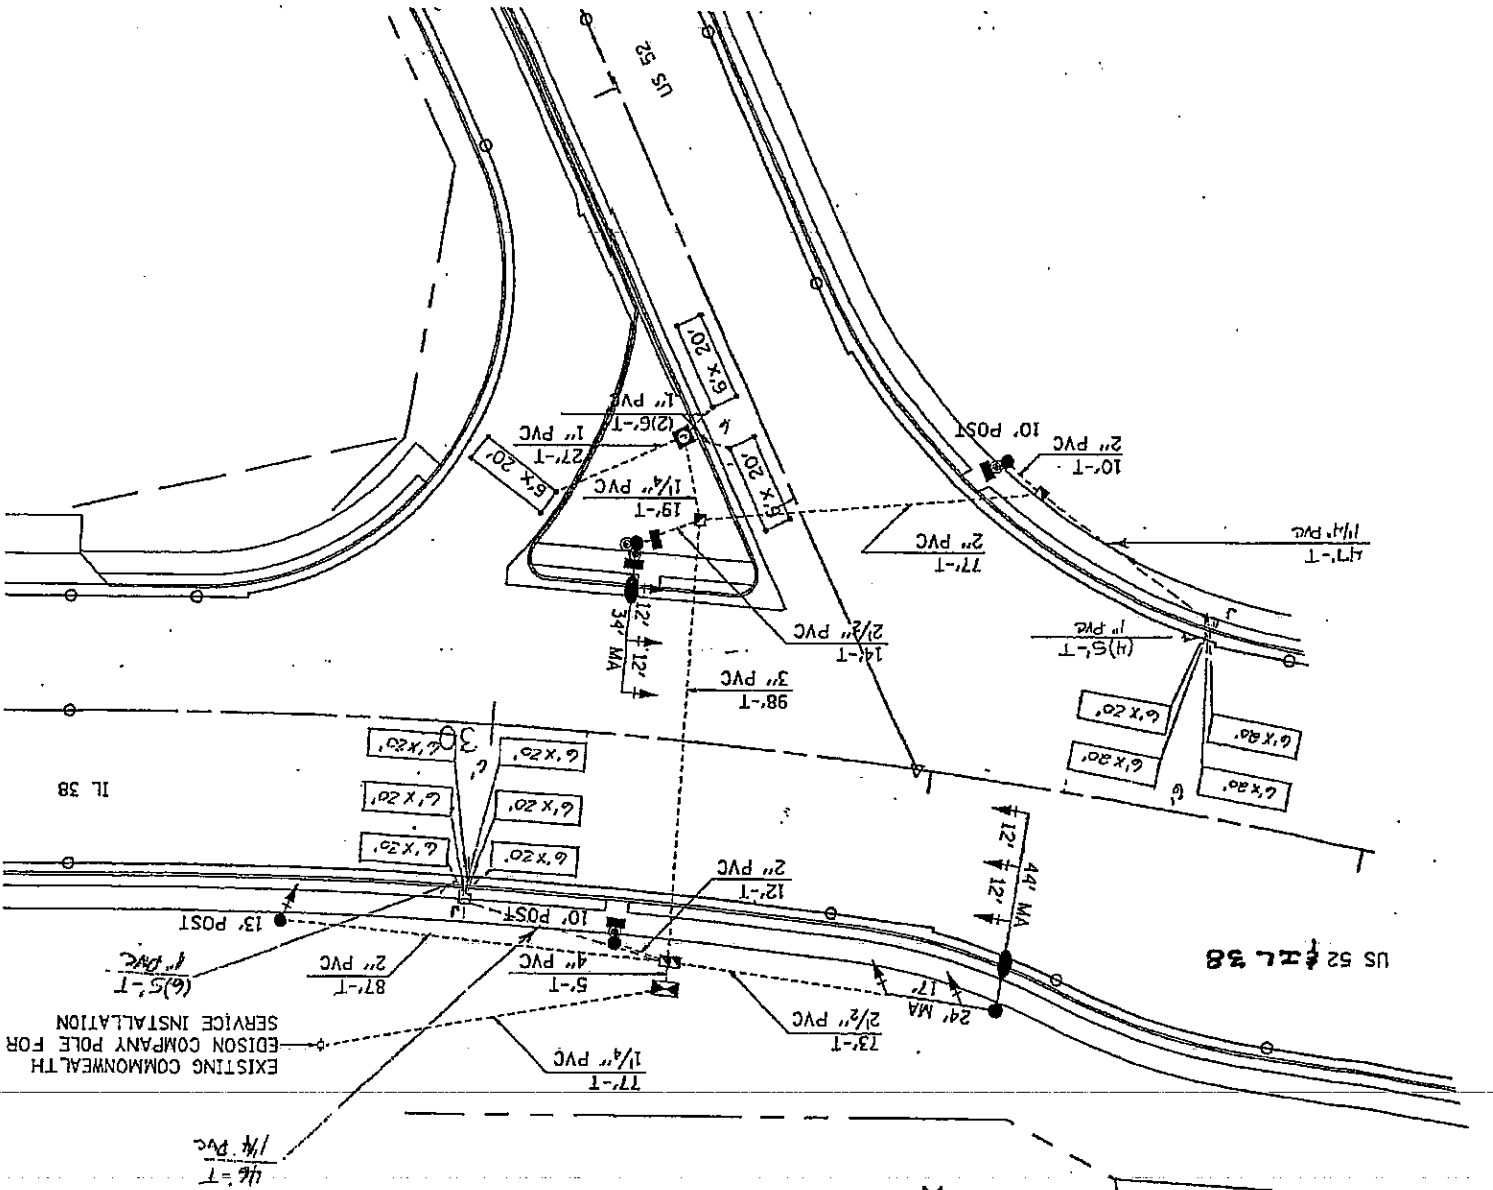 US 52
6' X 20'
1" PVC
(2)6'-T
1" PVC
27'-T
6' X 20'
6' X 20'
1 1/4" PVC
19'-T
10' POST
2" PVC
10'-T
2" PVC
77'-T
1 1/4" PVC
47'-T
12'
12'
34' MA
2 1/2" PVC
14'-T
1" PVC
(4)5'-T
3" PVC
98'-T
6'X20'
6'X20'
6'X20'
6'X20'
6'
IL 38
3
6'
6'X20'
6'X20'
6'X20'
6'X20'
6'X20'
6'X20'
12'
12'
44' MA
2" PVC
12'-T
13' POST
10' POST
US 52 & IL 38
1" PVC
(6)5'-T
2" PVC
87'-T
4" PVC
5'-T
17'
24' MA
2 1/2" PVC
73'-T
EXISTING COMMONWEALTH
EDISON COMPANY POLE FOR
SERVICE INSTALLATION
1 1/4" PVC
77'-T
1 1/4 PVC
46'-T